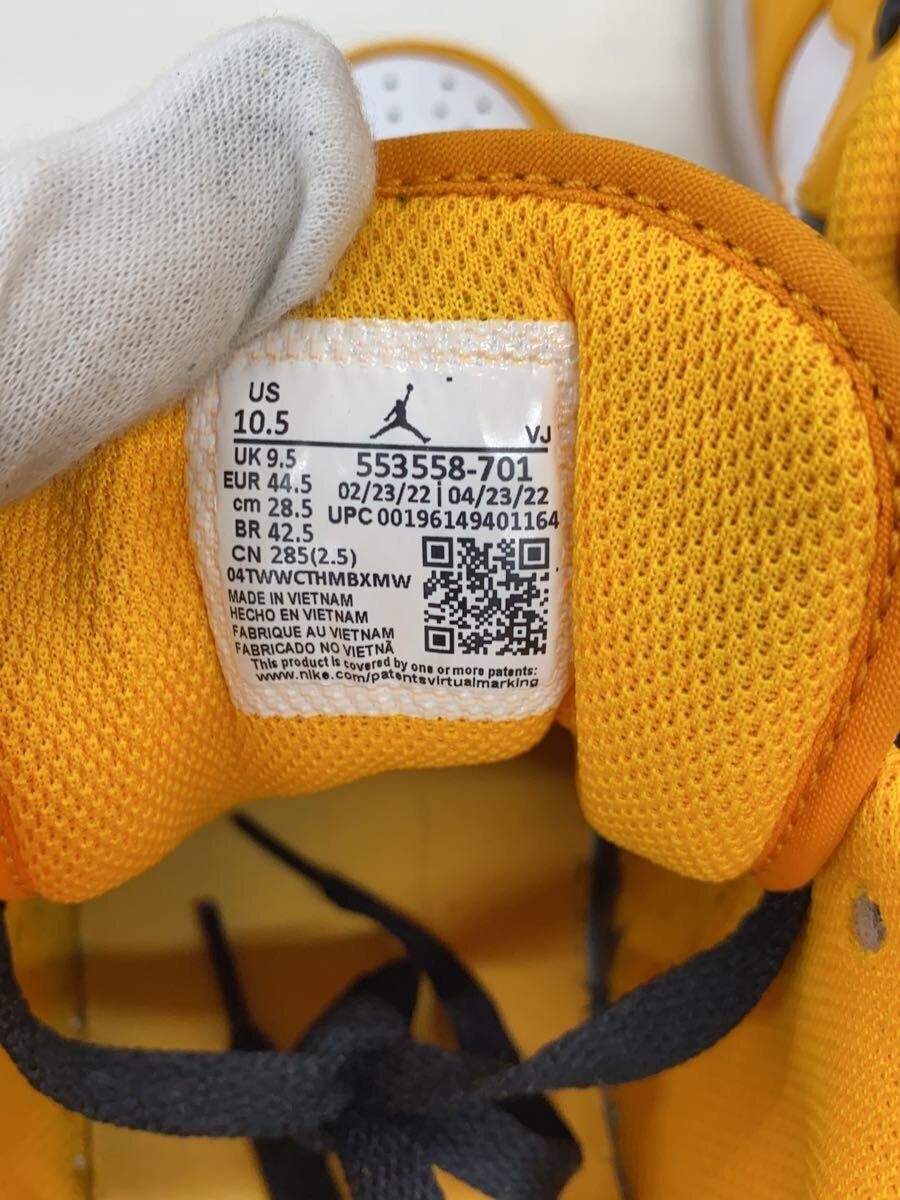 US
10.5
VJ
UK 9.5
EUR 44.5
cm 28.5
BR 42.5
CN 285(2.5)
553558-701
02/23/22 | 04/23/22
UPC 00196149401164
04TWWCTHMBXMW
MADE IN VIETNAM
HECHO EN VIETNAM
FABRIQUE AU VIETNAM
FABRICADO NO VIETNÃ
This product is covered by one or more patents:
www.nike.com/patentsvirtualmarking